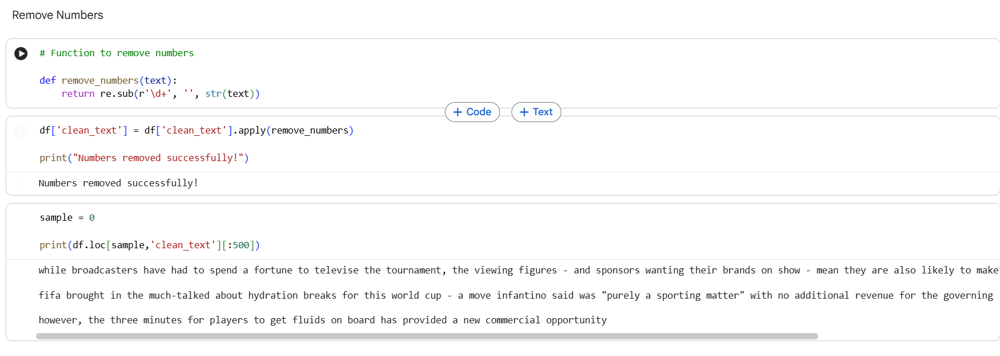 Remove Numbers
# Function to remove numbers
def remove_numbers(text):
    return re.sub(r'\d+', '', str(text))
+ Code
+ Text
df['clean_text'] = df['clean_text'].apply(remove_numbers)
print("Numbers removed successfully!")
Numbers removed successfully!
sample = 0
print(df.loc[sample,'clean_text'][:500])
while broadcasters have had to spend a fortune to televise the tournament, the viewing figures - and sponsors wanting their brands on show - mean they are also likely to make
fifa brought in the much-talked about hydration breaks for this world cup - a move infantino said was "purely a sporting matter" with no additional revenue for the governing
however, the three minutes for players to get fluids on board has provided a new commercial opportunity